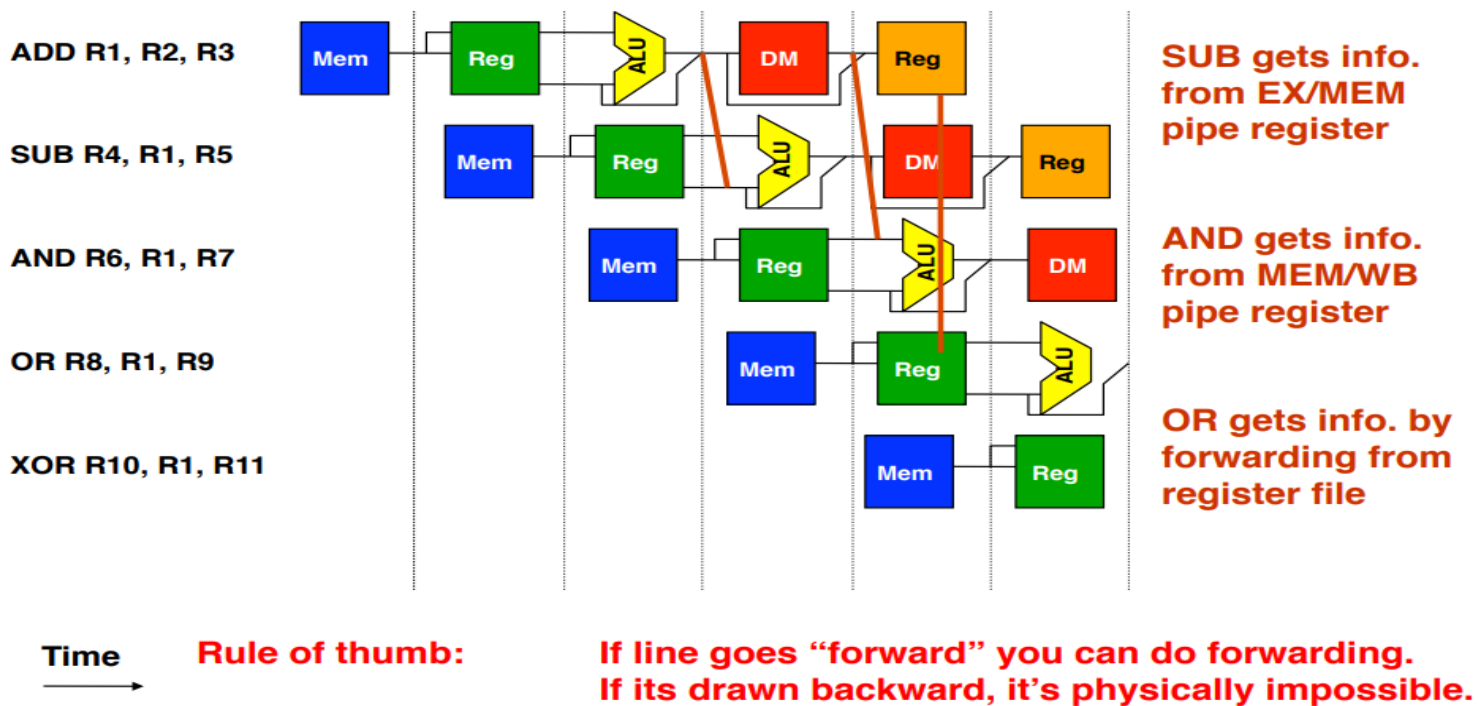 ADD R1, R2, R3
Mem Reg ALU DM Reg
SUB gets info.
from EX/MEM
pipe register
SUB R4, R1, R5
Mem Reg ALU DM Reg
AND R6, R1, R7
Mem Reg ALU DM
AND gets info.
from MEM/WB
pipe register
OR R8, R1, R9
Mem Reg ALU
OR gets info. by
forwarding from
register file
XOR R10, R1, R11
Mem Reg
Time
Rule of thumb:
If line goes “forward” you can do forwarding.
If its drawn backward, it’s physically impossible.